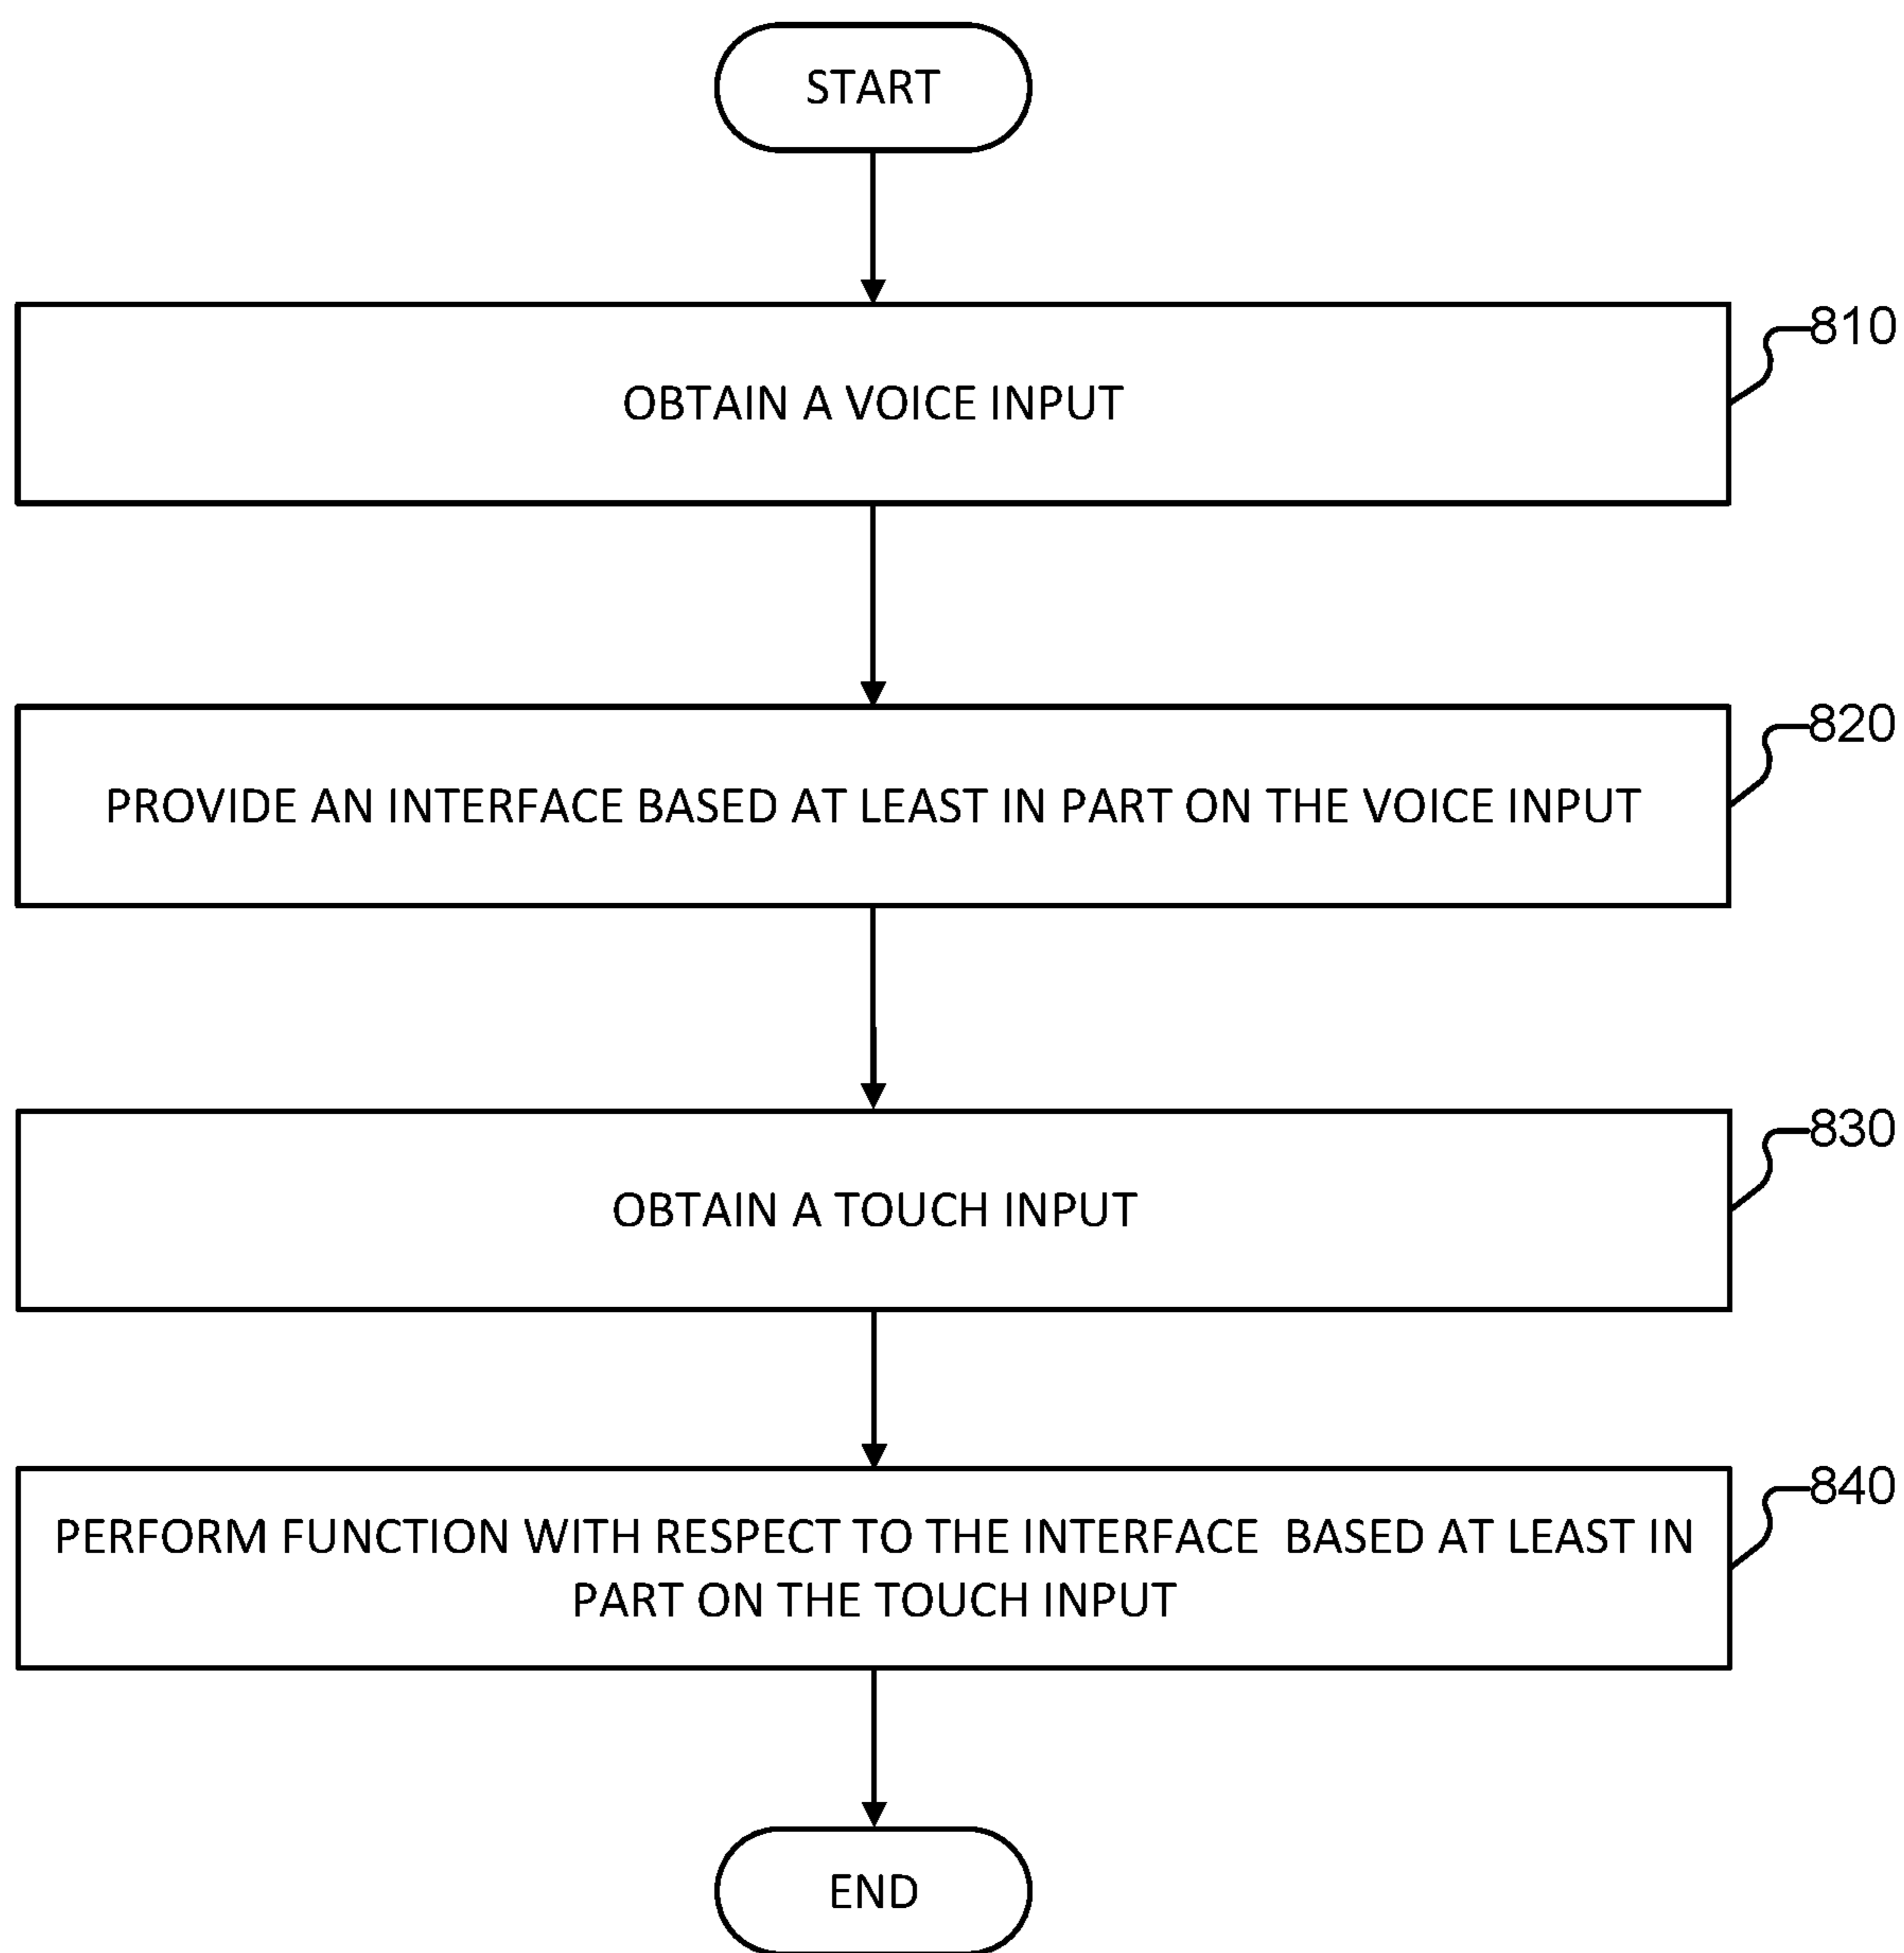 START
810
OBTAIN A VOICE INPUT
820
PROVIDE AN INTERFACE BASED AT LEAST IN PART ON THE VOICE INPUT
830
OBTAIN A TOUCH INPUT
840
PERFORM FUNCTION WITH RESPECT TO THE INTERFACE  BASED AT LEAST IN
PART ON THE TOUCH INPUT
END